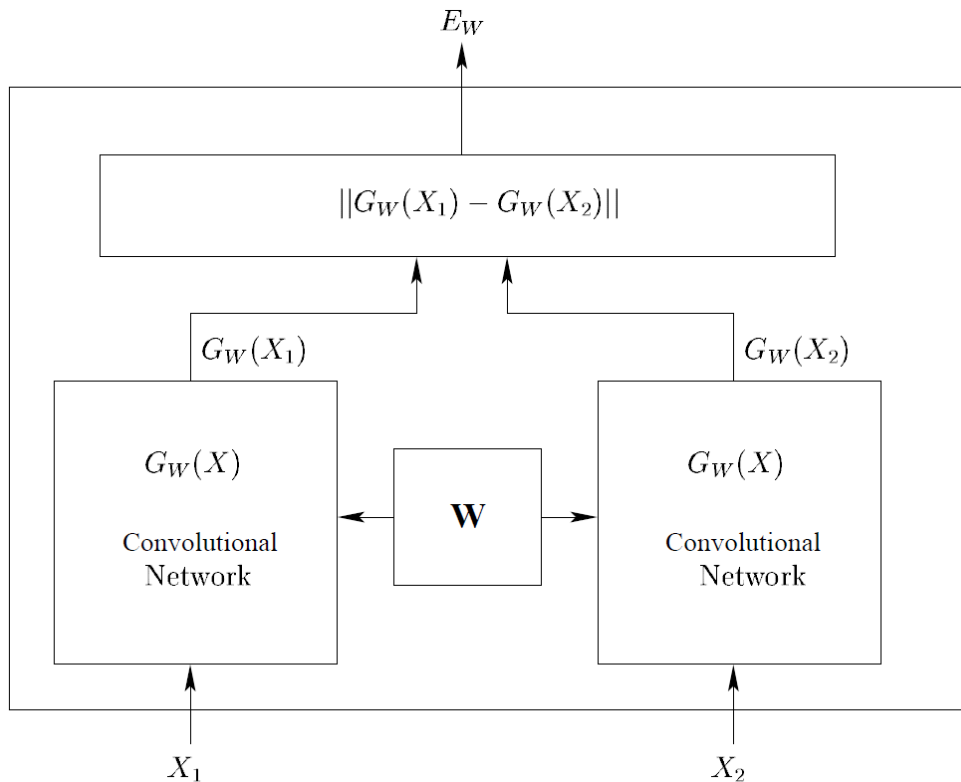 E_W
||G_W(X_1) − G_W(X_2)||
G_W(X_1)
G_W(X_2)
G_W(X)
Convolutional
Network
W
G_W(X)
Convolutional
Network
X_1
X_2